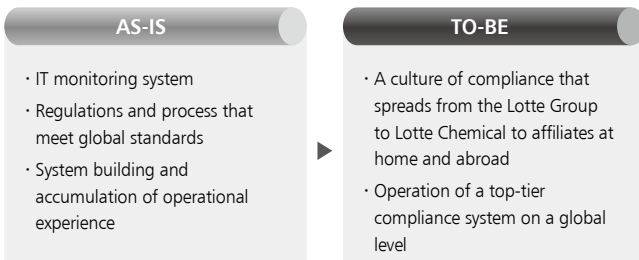 AS-IS
· IT monitoring system
· Regulations and process that
meet global standards
· System building and
accumulation of operational
experience
TO-BE
· A culture of compliance that
spreads from the Lotte Group
to Lotte Chemical to affiliates at
home and abroad
· Operation of a top-tier
compliance system on a global
level